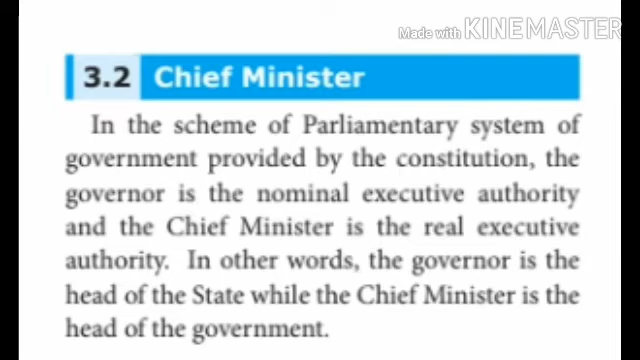 Made with KINEMASTER
3.2 Chief Minister
In the scheme of Parliamentary system of
government provided by the constitution, the
governor is the nominal executive authority
and the Chief Minister is the real executive
authority. In other words, the governor is the
head of the State while the Chief Minister is the
head of the government.